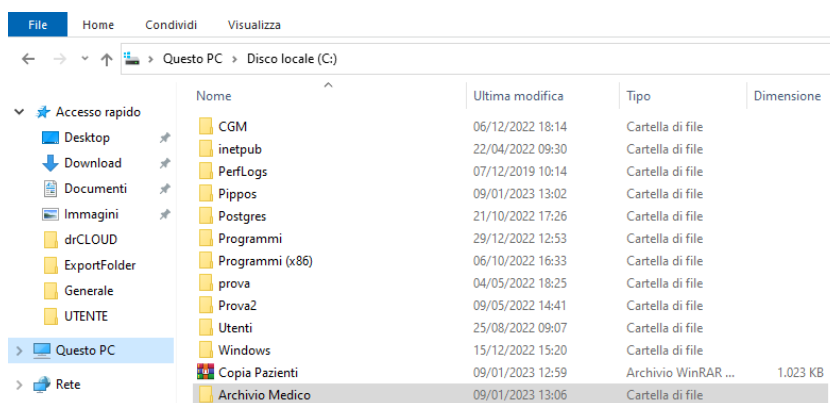 File Home Condividi Visualizza
Questo PC > Disco locale (C:)
Nome Ultima modifica Tipo Dimensione
Accesso rapido
Desktop
Download
Documenti
Immagini
drCLOUD
ExportFolder
Generale
UTENTE
Questo PC
Rete
CGM 06/12/2022 18:14 Cartella di file
inetpub 22/04/2022 09:30 Cartella di file
PerfLogs 07/12/2019 10:14 Cartella di file
Pippos 09/01/2023 13:02 Cartella di file
Postgres 21/10/2022 17:26 Cartella di file
Programmi 29/12/2022 12:53 Cartella di file
Programmi (x86) 06/10/2022 16:33 Cartella di file
prova 04/05/2022 18:25 Cartella di file
Prova2 09/05/2022 14:41 Cartella di file
Utenti 25/08/2022 09:07 Cartella di file
Windows 15/12/2022 15:20 Cartella di file
Copia Pazienti 09/01/2023 12:59 Archivio WinRAR ... 1.023 KB
Archivio Medico 09/01/2023 13:06 Cartella di file